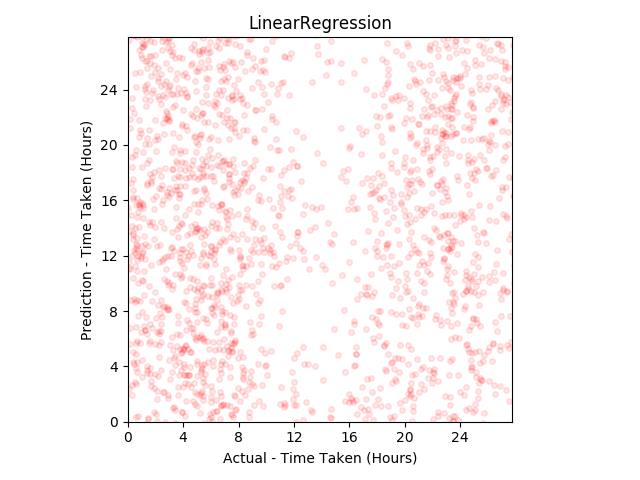 LinearRegression
Prediction - Time Taken (Hours)
24
20
16
12
8
4
0
0 4 8 12 16 20 24
Actual - Time Taken (Hours)